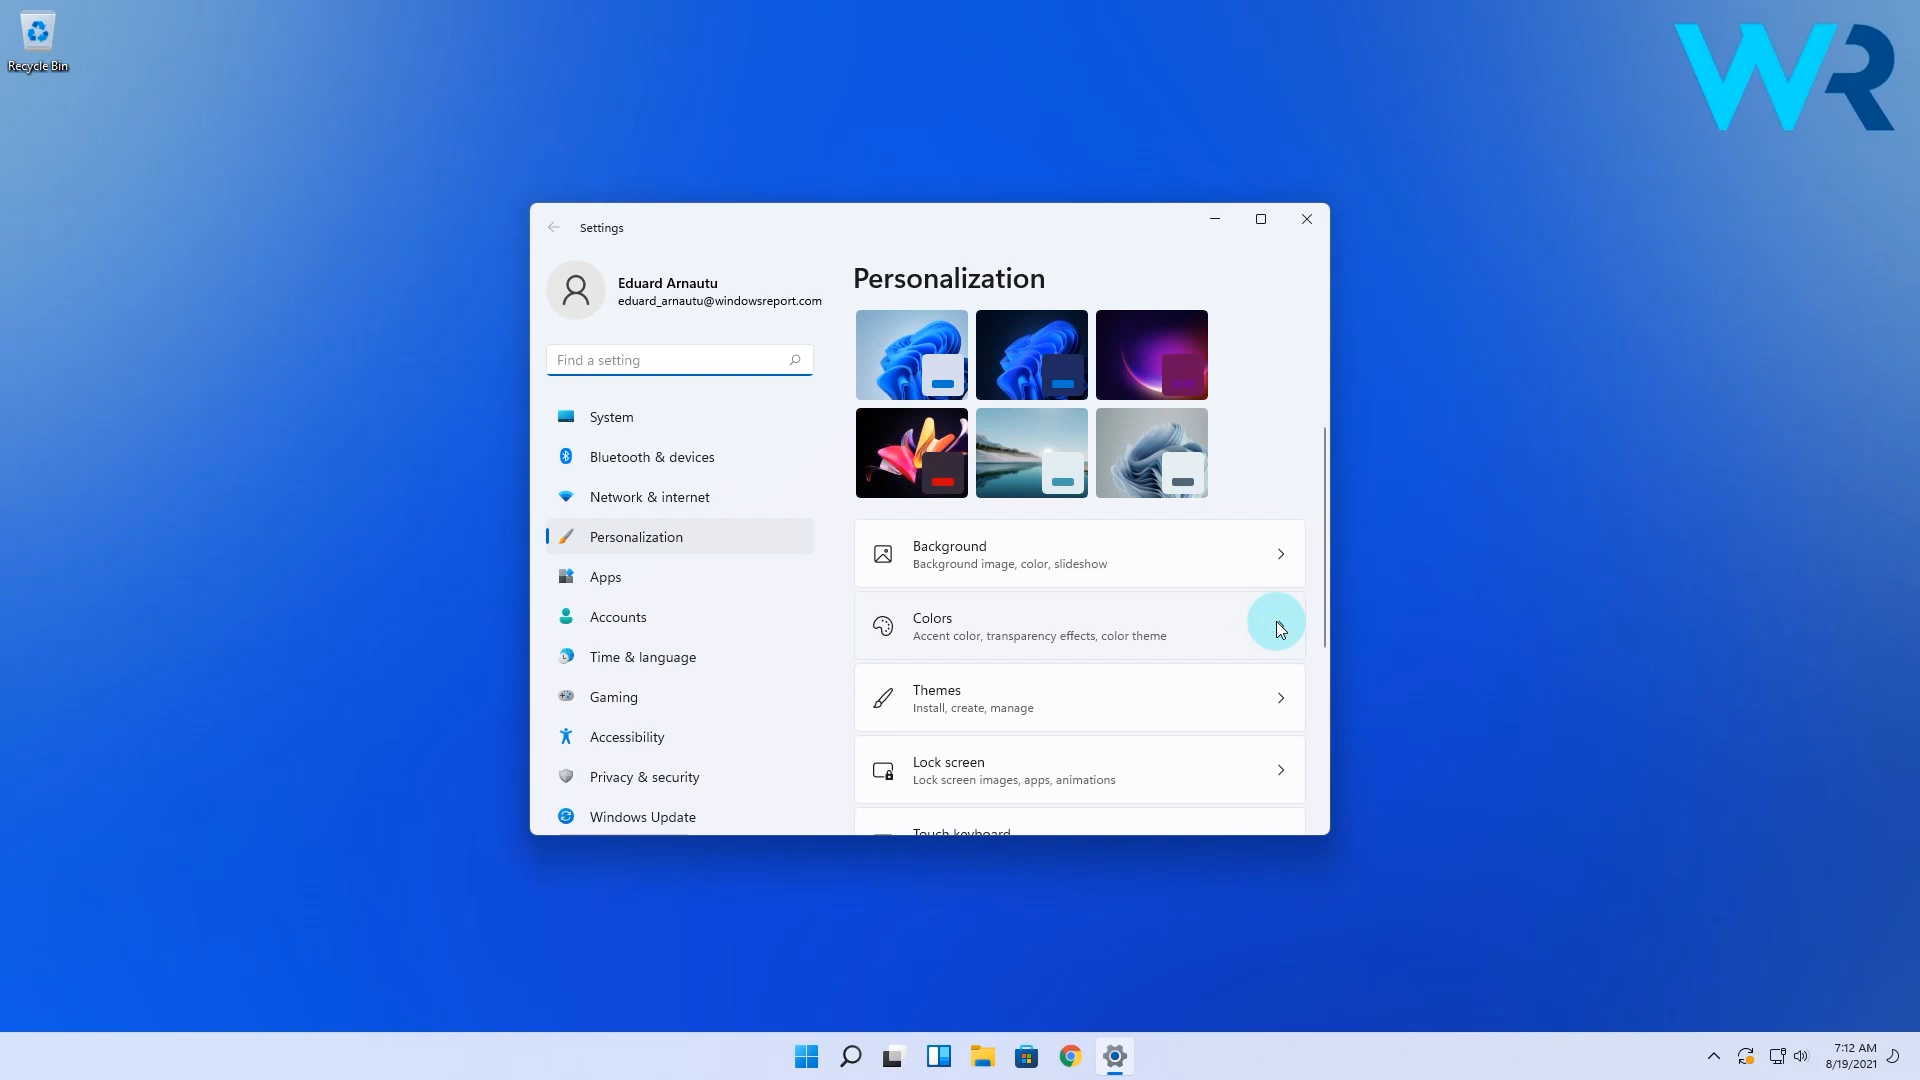 Recycle Bin
WR
Settings
Eduard Arnautu
eduard_arnautu@windowsreport.com
Find a setting
System
Bluetooth & devices
Network & internet
Personalization
Apps
Accounts
Time & language
Gaming
Accessibility
Privacy & security
Windows Update
Personalization
Background
Background image, color, slideshow
Colors
Accent color, transparency effects, color theme
Themes
Install, create, manage
Lock screen
Lock screen images, apps, animations
Touch keyboard
7:12 AM
8/19/2021